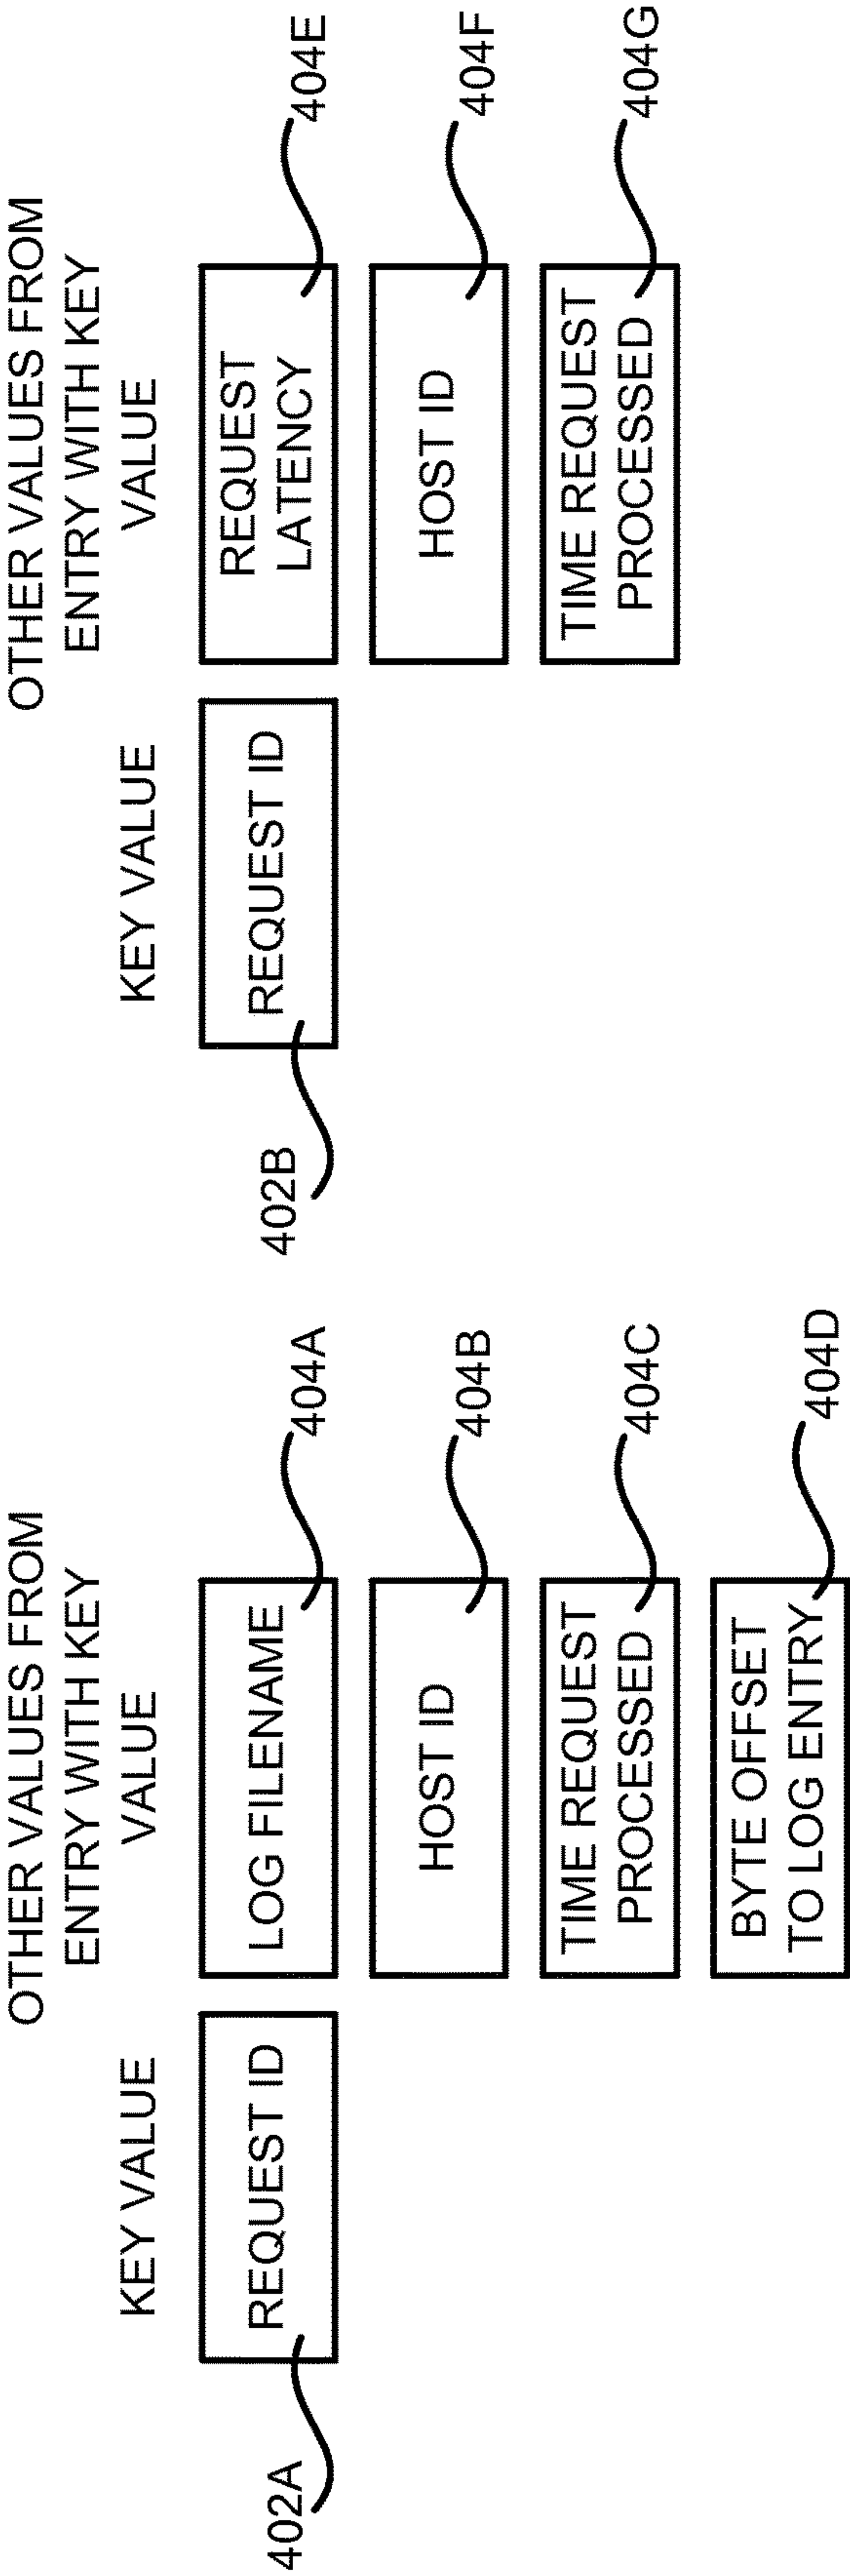 OTHER VALUES FROM
ENTRY WITH KEY
VALUE
KEY VALUE
REQUEST ID
402A
LOG FILENAME
404A
HOST ID
404B
TIME REQUEST
PROCESSED
404C
BYTE OFFSET
TO LOG ENTRY
404D
OTHER VALUES FROM
ENTRY WITH KEY
VALUE
KEY VALUE
REQUEST ID
402B
REQUEST
LATENCY
404E
HOST ID
404F
TIME REQUEST
PROCESSED
404G